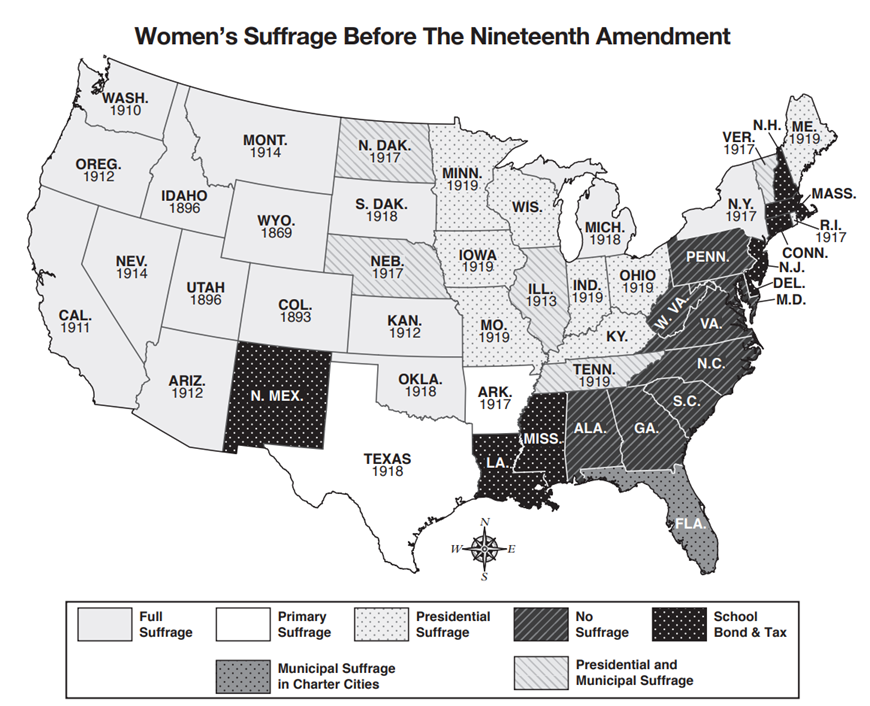 Women's Suffrage Before The Nineteenth Amendment
WASH.
1910
OREG.
1912
IDAHO
1896
MONT.
1914
WYO.
1869
NEV.
1914
UTAH
1896
COL.
1893
CAL.
1911
ARIZ.
1912
N. MEX.
N. DAK.
1917
S. DAK.
1918
NEB.
1917
KAN.
1912
OKLA.
1918
TEXAS
1918
MINN.
1919
IOWA
1919
MO.
1919
ARK.
1917
LA.
WIS.
ILL.
1913
MICH.
1918
IND.
1919
OHIO
1919
KY.
TENN.
1919
MISS.
ALA.
GA.
FLA.
S.C.
N.C.
VA.
W. VA.
PENN.
N.Y.
1917
VER.
1917
N.H.
ME.
1919
MASS.
R.I.
1917
CONN.
N.J.
DEL.
M.D.
N
W
E
S
Full
Suffrage
Primary
Suffrage
Presidential
Suffrage
No
Suffrage
School
Bond & Tax
Municipal Suffrage
in Charter Cities
Presidential and
Municipal Suffrage